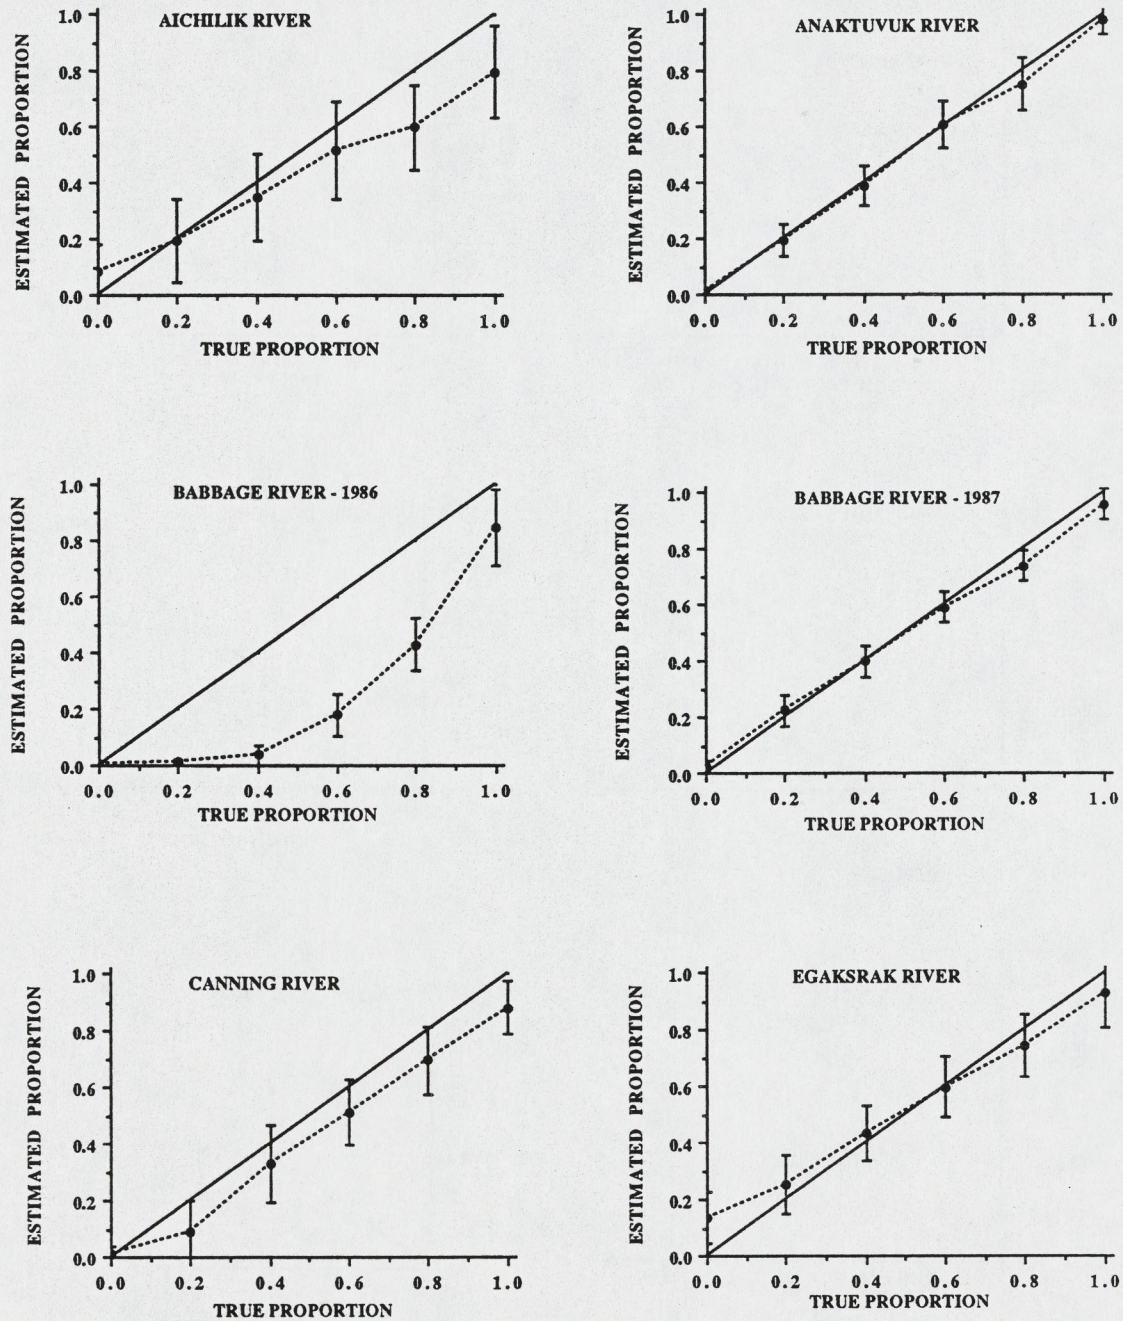 AICHILIK RIVER
ESTIMATED PROPORTION
1.0
0.8
0.6
0.4
0.2
0.0
0.0 0.2 0.4 0.6 0.8 1.0
TRUE PROPORTION
ANAKTUVUK RIVER
ESTIMATED PROPORTION
1.0
0.8
0.6
0.4
0.2
0.0
0.0 0.2 0.4 0.6 0.8 1.0
TRUE PROPORTION
BABBAGE RIVER - 1986
ESTIMATED PROPORTION
1.0
0.8
0.6
0.4
0.2
0.0
0.0 0.2 0.4 0.6 0.8 1.0
TRUE PROPORTION
BABBAGE RIVER - 1987
ESTIMATED PROPORTION
1.0
0.8
0.6
0.4
0.2
0.0
0.0 0.2 0.4 0.6 0.8 1.0
TRUE PROPORTION
CANNING RIVER
ESTIMATED PROPORTION
1.0
0.8
0.6
0.4
0.2
0.0
0.0 0.2 0.4 0.6 0.8 1.0
TRUE PROPORTION
EGAKSRAK RIVER
ESTIMATED PROPORTION
1.0
0.8
0.6
0.4
0.2
0.0
0.0 0.2 0.4 0.6 0.8 1.0
TRUE PROPORTION